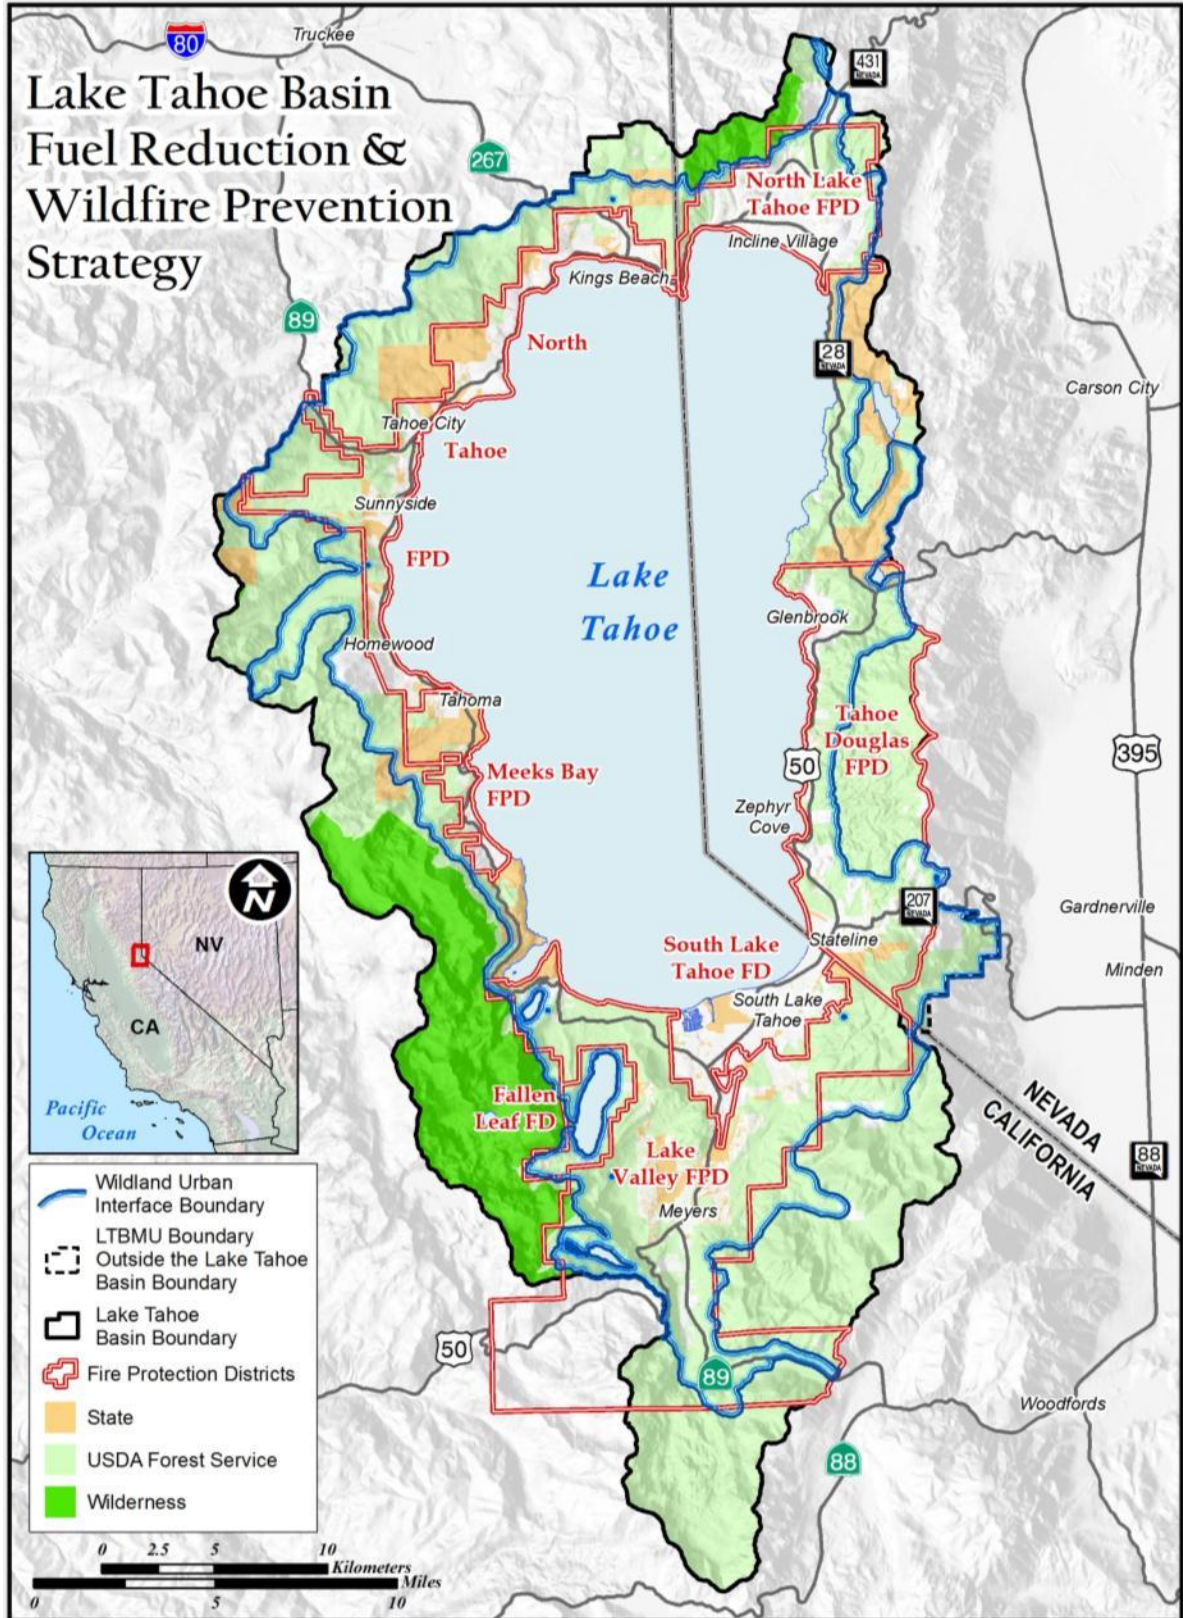 80
Truckee
431
NEVADA
Lake Tahoe Basin
Fuel Reduction &
Wildfire Prevention
Strategy
267
North Lake
Tahoe FPD
Incline Village
Kings Beach
89
North
28
NEVADA
Carson City
Tahoe City
Tahoe
Sunnyside
FPD
Lake
Tahoe
Glenbrook
Homewood
Tahoma
Tahoe
Douglas
FPD
50
395
Meeks Bay
FPD
Zephyr
Cove
N
NV
CA
Pacific
Ocean
207
NEVADA
Gardnerville
South Lake
Tahoe FD
Stateline
Minden
South Lake
Tahoe
Fallen
Leaf FD
NEVADA
CALIFORNIA
Lake
Valley FPD
88
NEVADA
Meyers
Wildland Urban
Interface Boundary
LTBMU Boundary
Outside the Lake Tahoe
Basin Boundary
Lake Tahoe
Basin Boundary
Fire Protection Districts
State
USDA Forest Service
Wilderness
50
89
Woodfords
88
0 2.5 5 10
Kilometers
Miles
0 5 10